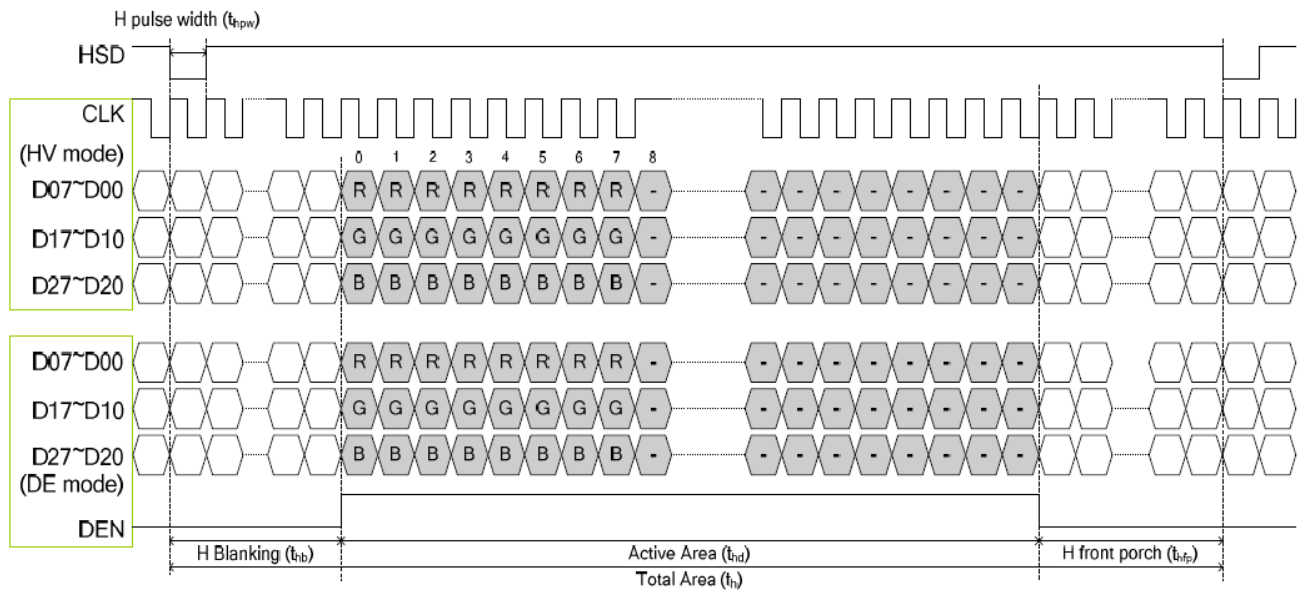 H pulse width (thpw)
HSD
CLK
(HV mode)
0 1 2 3 4 5 6 7 8
D07~D00 R R R R R R R R - - - - - - - - -
D17~D10 G G G G G G G G - - - - - - - - -
D27~D20 B B B B B B B B - - - - - - - - -
D07~D00 R R R R R R R R - - - - - - - - -
D17~D10 G G G G G G G G - - - - - - - - -
D27~D20 B B B B B B B B - - - - - - - - -
(DE mode)
DEN
H Blanking (thb) Active Area (thd) H front porch (thfp)
Total Area (th)